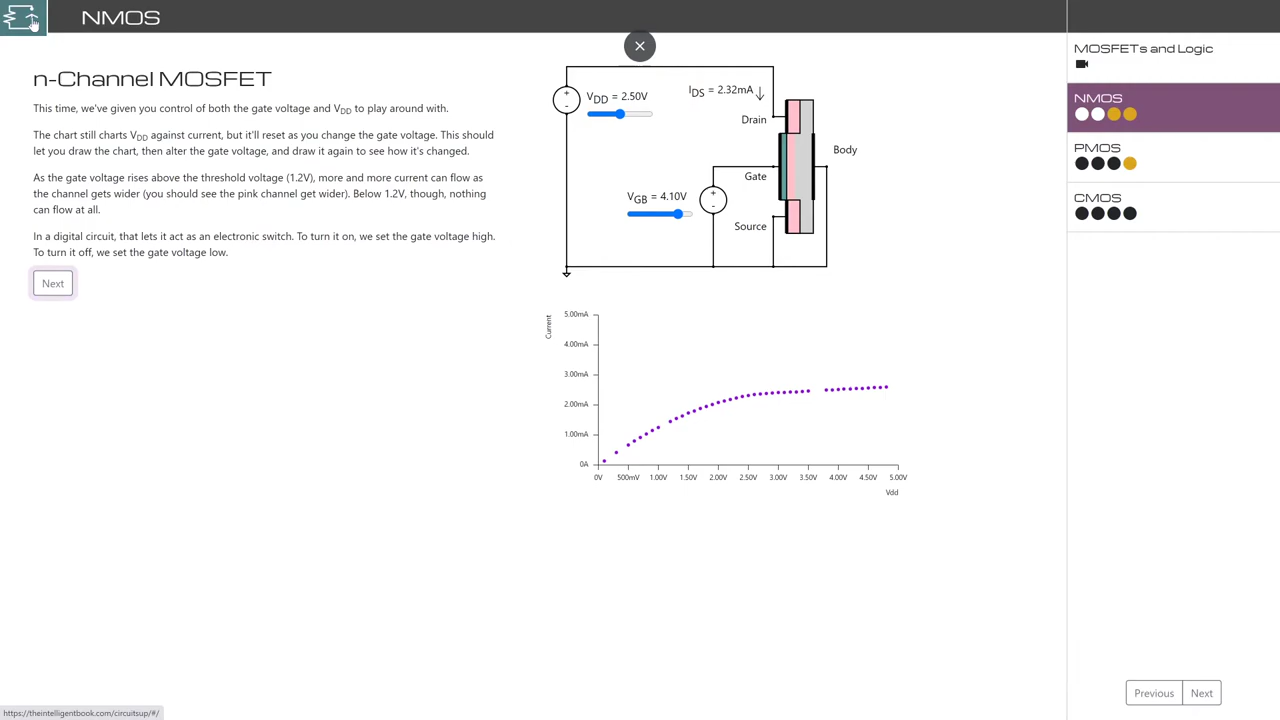 NMOS
n-Channel MOSFET
This time, we've given you control of both the gate voltage and VDD to play around with.
The chart still charts VDD against current, but it'll reset as you change the gate voltage. This should
let you draw the chart, then alter the gate voltage, and draw it again to see how it's changed.
As the gate voltage rises above the threshold voltage (1.2V), more and more current can flow as
the channel gets wider (you should see the pink channel get wider). Below 1.2V, though, nothing
can flow at all.
In a digital circuit, that lets it act as an electronic switch. To turn it on, we set the gate voltage high.
To turn it off, we set the gate voltage low.
Next
VDD = 2.50V
IDS = 2.32mA
Drain
Body
Gate
VGB = 4.10V
Source
+
-
+
-
Current
5.00mA
4.00mA
3.00mA
2.00mA
1.00mA
0A
0V 500mV 1.00V 1.50V 2.00V 2.50V 3.00V 3.50V 4.00V 4.50V 5.00V
Vdd
MOSFETs and Logic
NMOS
PMOS
CMOS
Previous Next
https://theintelligentbook.com/circuitsup/#/